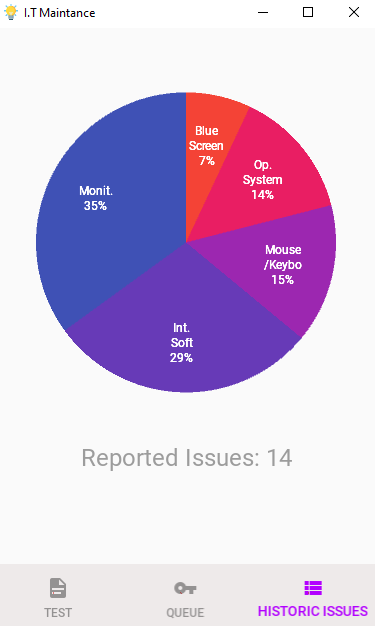 I.T Maintance
Blue
Screen
7%
Op.
System
14%
Monit.
35%
Mouse
/Keybo
15%
Int.
Soft
29%
Reported Issues: 14
TEST
QUEUE
HISTORIC ISSUES